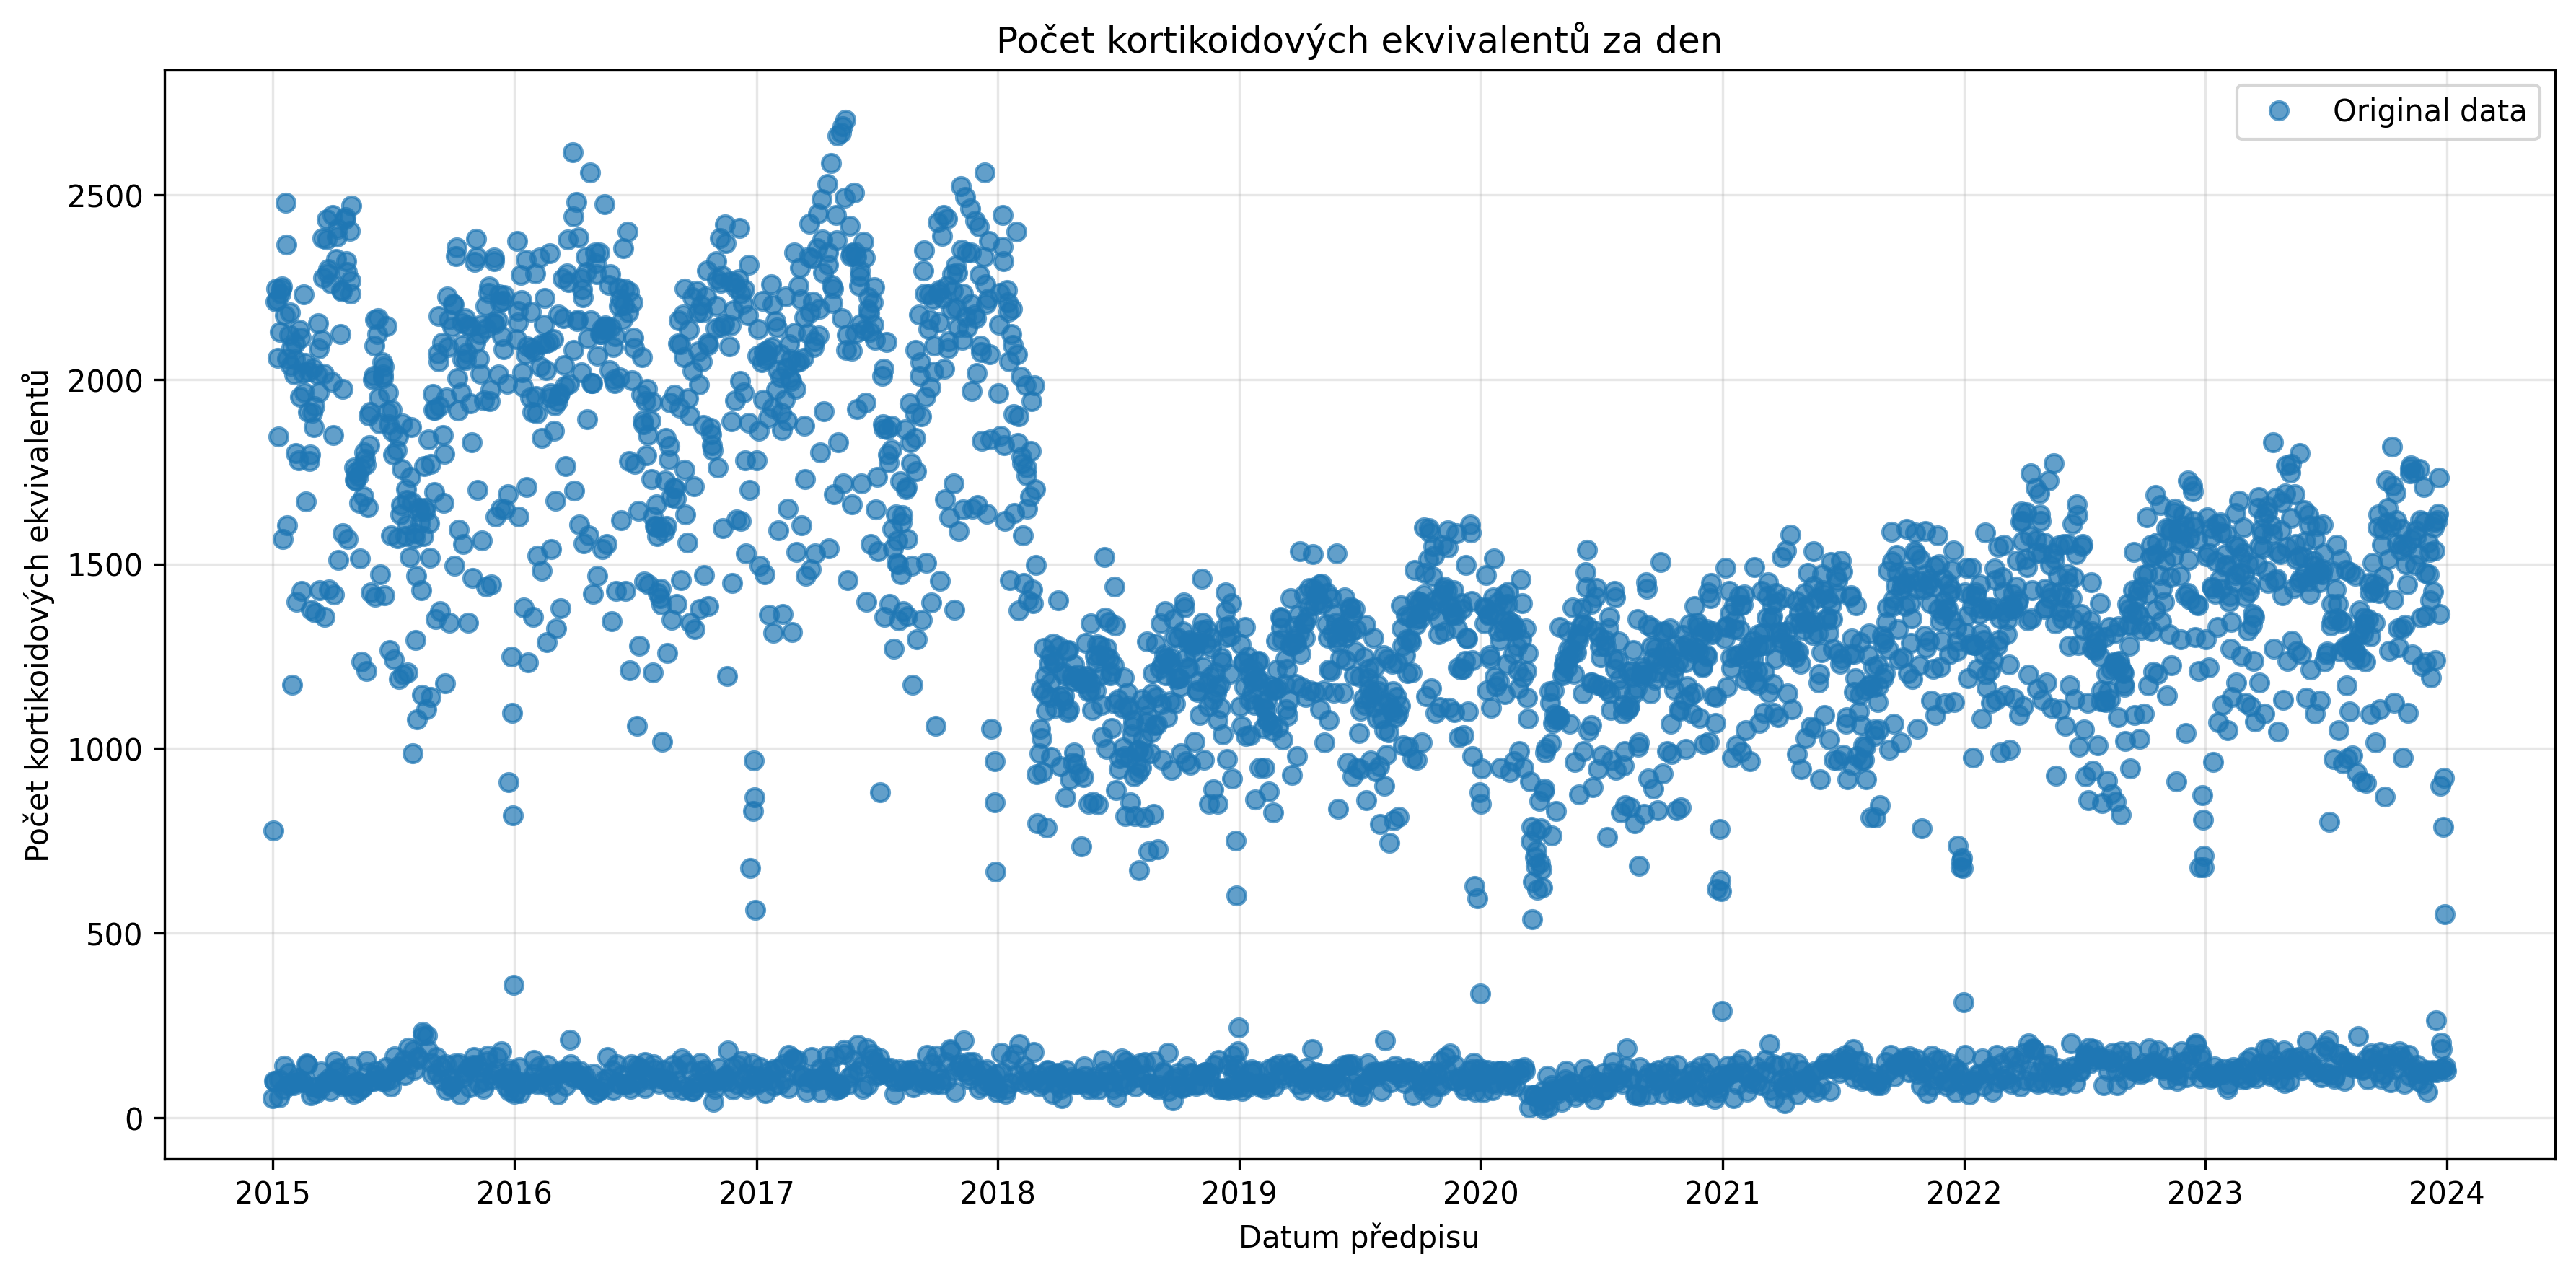 Počet kortikoidových ekvivalentů za den
Original data
Počet kortikoidových ekvivalentů
2500
2000
1500
1000
500
0
2015 2016 2017 2018 2019 2020 2021 2022 2023 2024
Datum předpisu